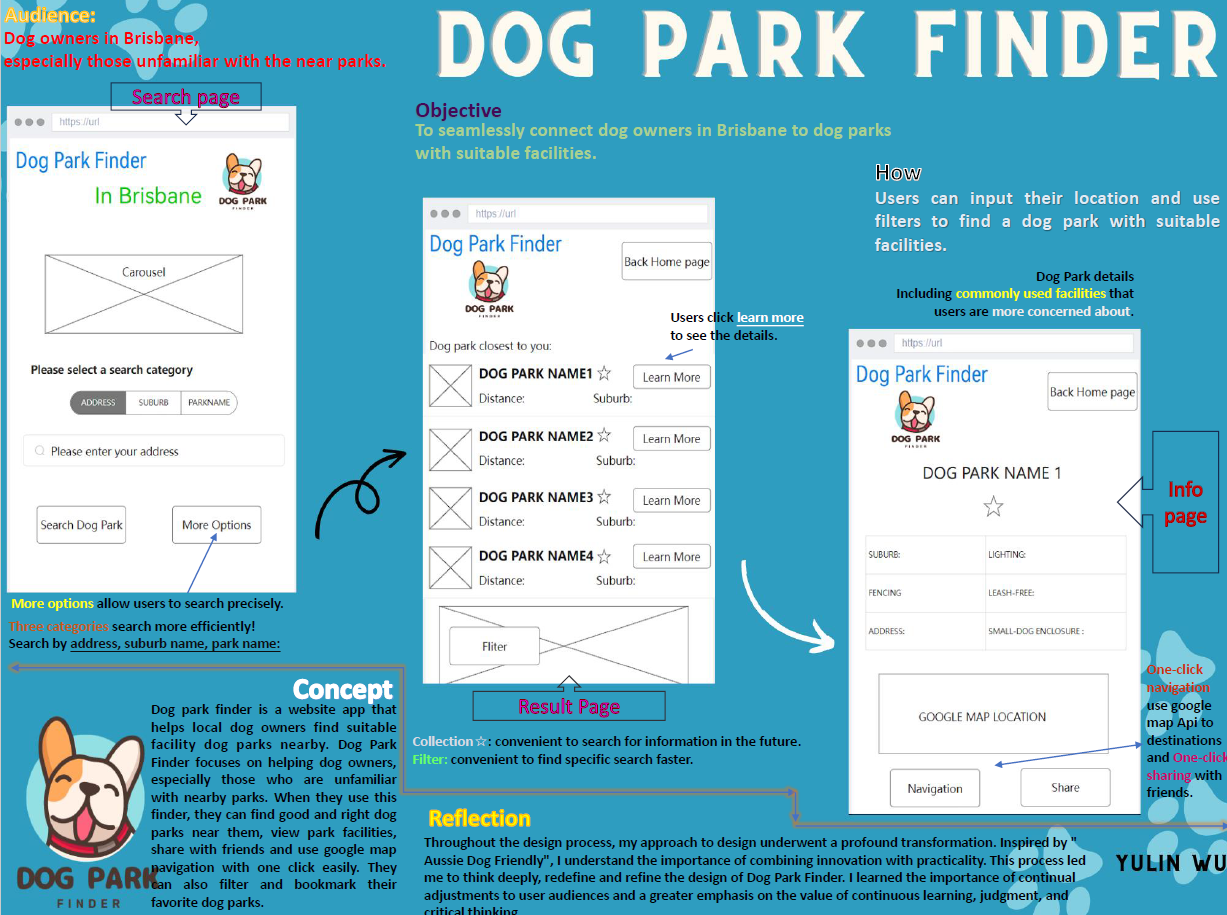 Audience:
Dog owners in Brisbane,
especially those unfamiliar with the near parks.
DOG PARK FINDER
Search page
https://url
Dog Park Finder
In Brisbane
DOG PARK
FINDER
Carousel
Please select a search category
ADDRESS SUBURB PARKNAME
Please enter your address
Search Dog Park
More Options
More options allow users to search precisely.
Three categories search more efficiently!
Search by address, suburb name, park name:
Objective
To seamlessly connect dog owners in Brisbane to dog parks
with suitable facilities.
https://url
Dog Park Finder
Back Home page
DOG PARK
FINDER
Users click learn more
to see the details.
Dog park closest to you:
DOG PARK NAME1 ☆
Learn More
Distance: Suburb:
DOG PARK NAME2 ☆
Learn More
Distance: Suburb:
DOG PARK NAME3 ☆
Learn More
Distance: Suburb:
DOG PARK NAME4 ☆
Learn More
Distance: Suburb:
Fliter
Result Page
Collection☆: convenient to search for information in the future.
Filter: convenient to find specific search faster.
How
Users can input their location and use
filters to find a dog park with suitable
facilities.
Dog Park details
Including commonly used facilities that
users are more concerned about.
https://url
Dog Park Finder
Back Home page
DOG PARK
FINDER
DOG PARK NAME 1
☆
Info
page
SUBURB: LIGHTING:
FENCING LEASH-FREE:
ADDRESS: SMALL-DOG ENCLOSURE :
GOOGLE MAP LOCATION
Navigation
Share
One-click
navigation
use google
map Api to
destinations
and One-click
sharing with
friends.
Concept
Dog park finder is a website app that
helps local dog owners find suitable
facility dog parks nearby. Dog Park
Finder focuses on helping dog owners,
especially those who are unfamiliar
with nearby parks. When they use this
finder, they can find good and right dog
parks near them, view park facilities,
share with friends and use google map
navigation with one click easily. They
can also filter and bookmark their
favorite dog parks.
DOG PARK
FINDER
Reflection
Throughout the design process, my approach to design underwent a profound transformation. Inspired by "
Aussie Dog Friendly", I understand the importance of combining innovation with practicality. This process led
me to think deeply, redefine and refine the design of Dog Park Finder. I learned the importance of continual
adjustments to user audiences and a greater emphasis on the value of continuous learning, judgment, and
critical thinking
YULIN WU